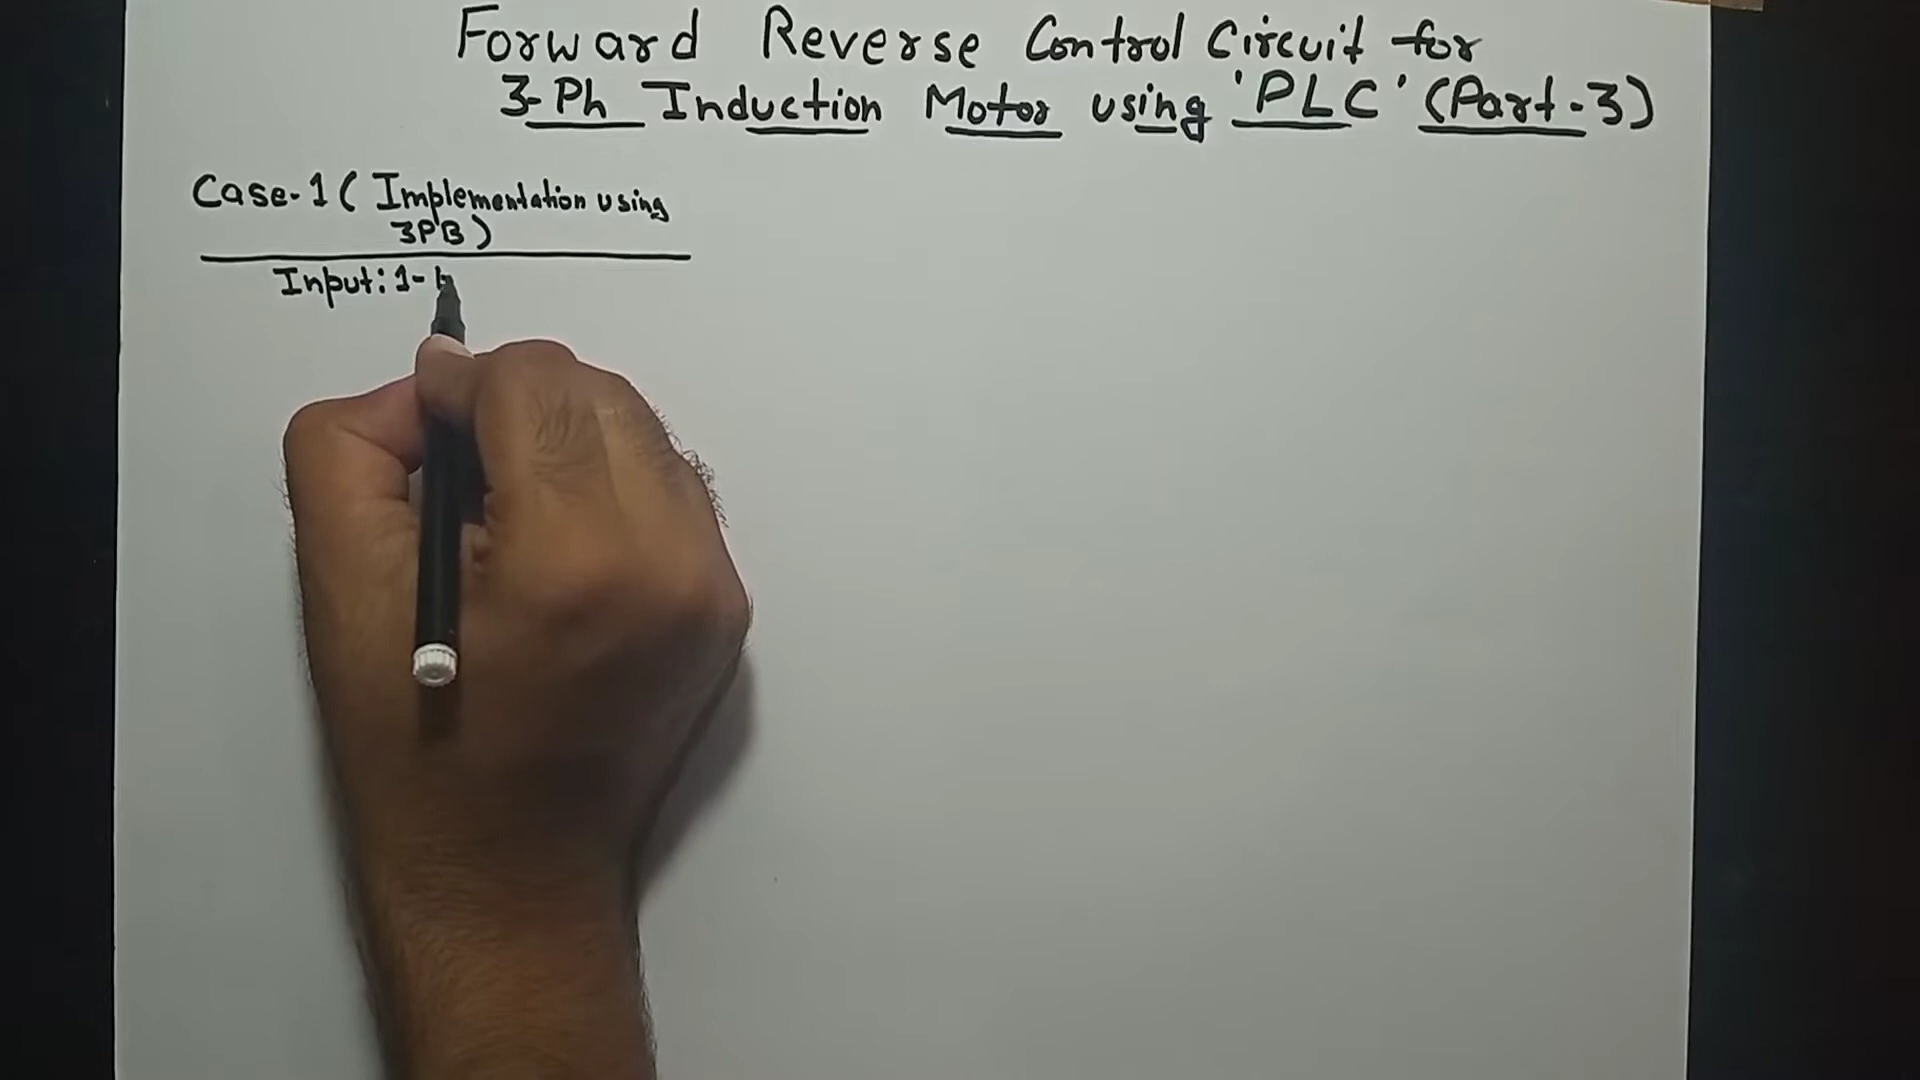 Forward Reverse Control Circuit for
3-Ph Induction Motor using 'PLC' (Part-3)
Case-1 (Implementation using
3PB)
Input: 1-